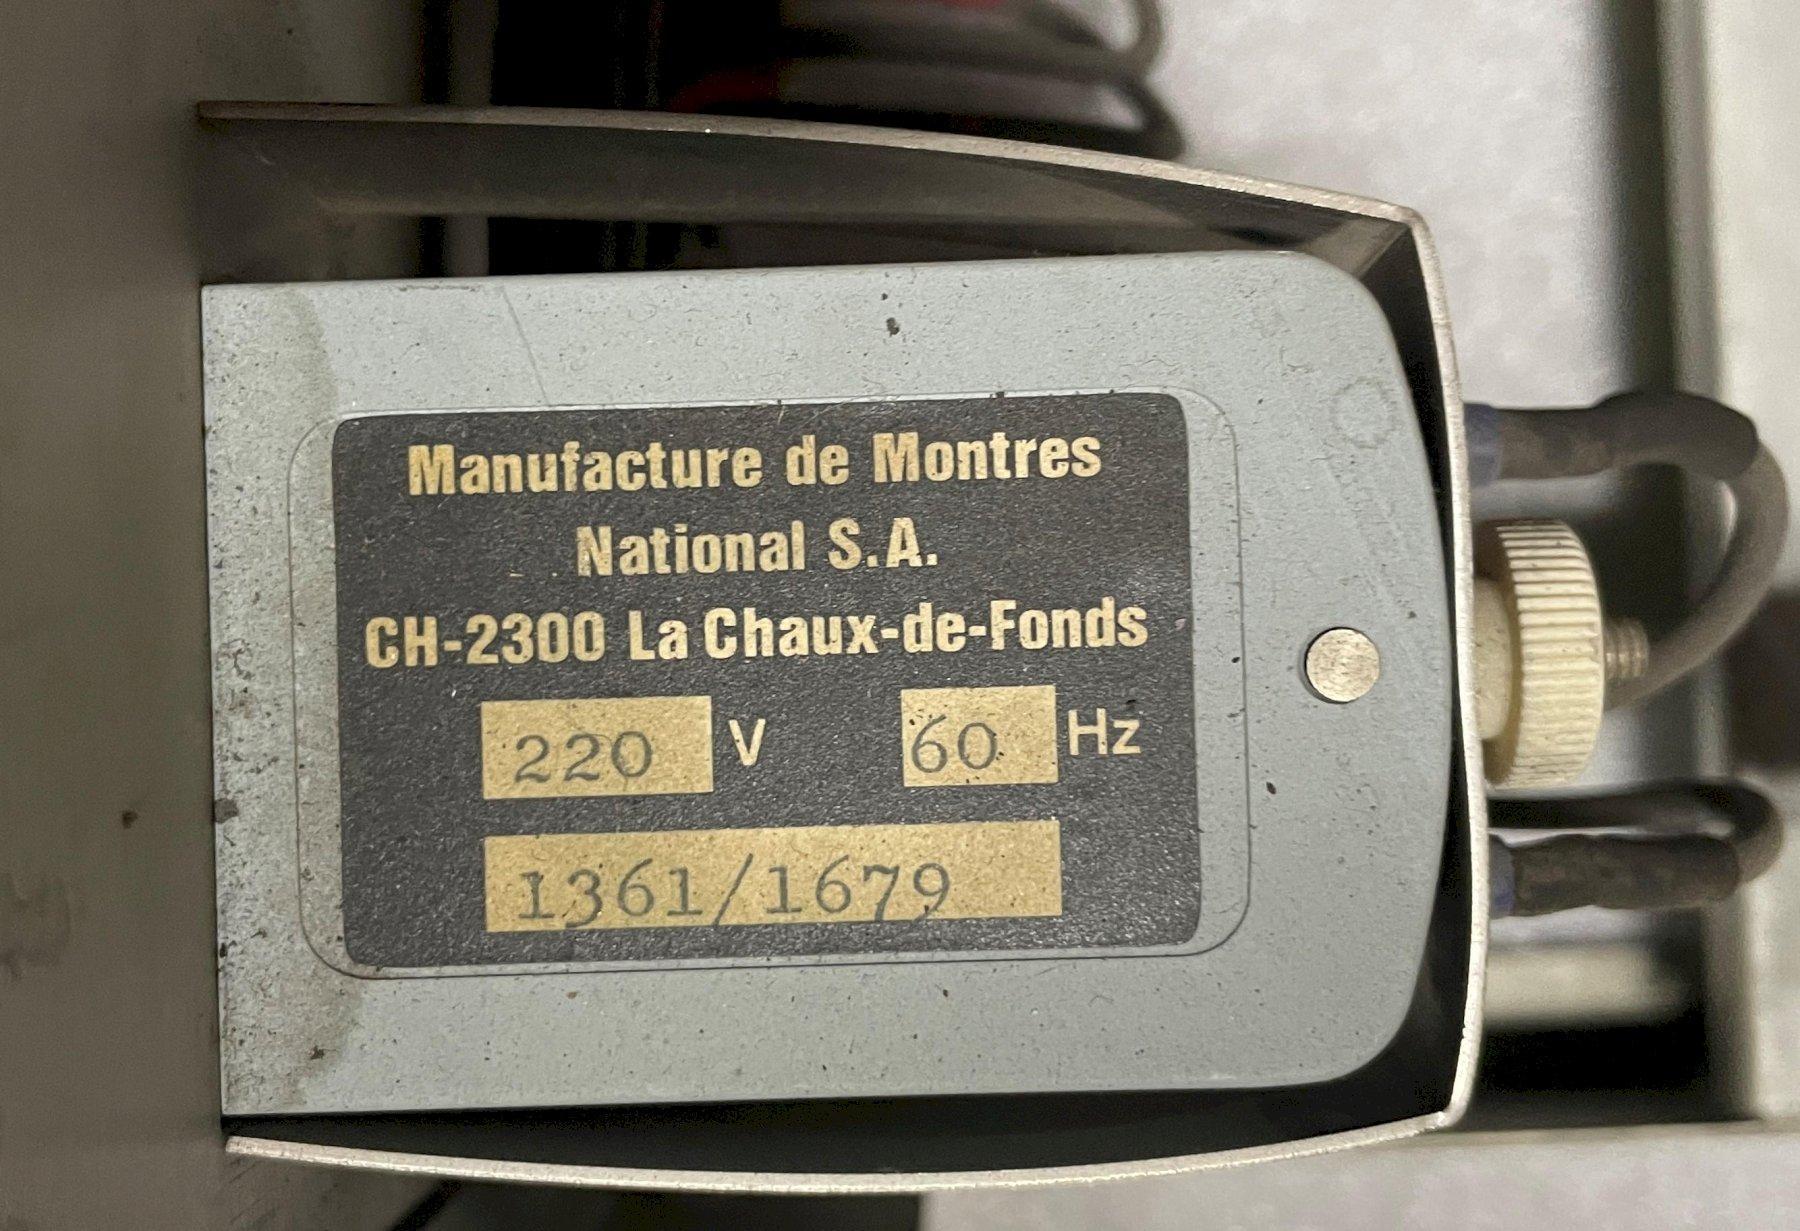 Manufacture de Montres
National S.A.
CH-2300 La Chaux-de-Fonds
220 V 60 Hz
1361/1679